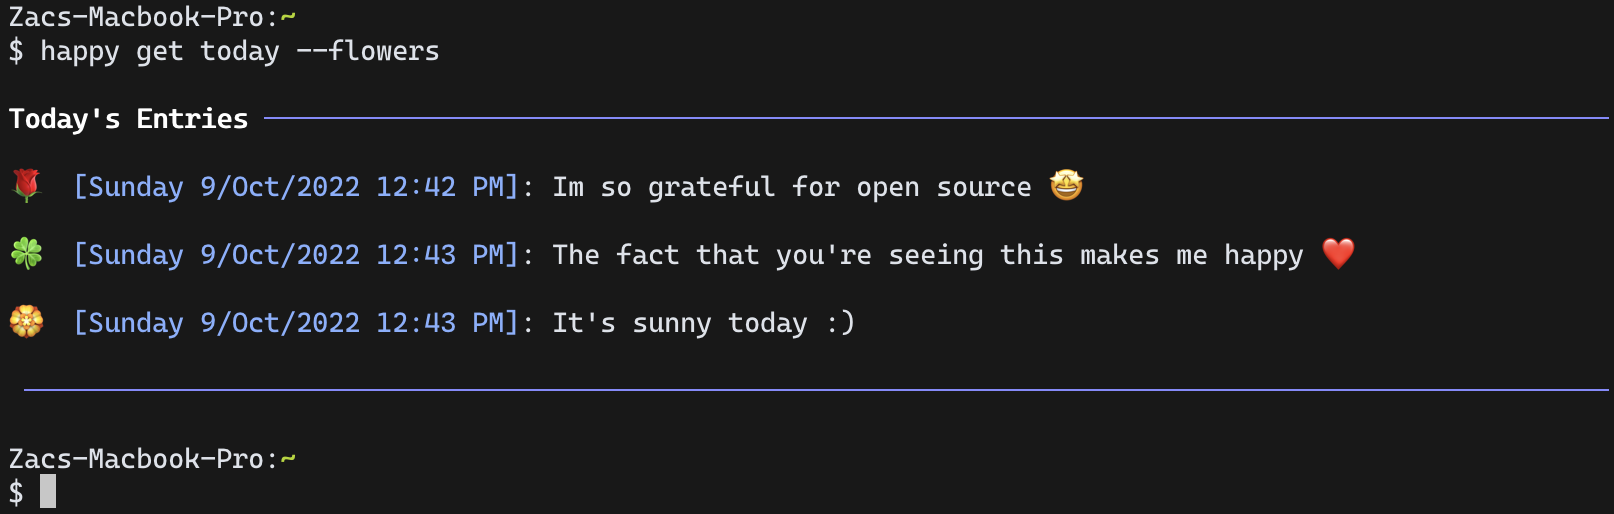 Zacs-Macbook-Pro:~
$ happy get today --flowers
Today's Entries
🌹 [Sunday 9/Oct/2022 12:42 PM]: Im so grateful for open source 🤩
🍀 [Sunday 9/Oct/2022 12:43 PM]: The fact that you're seeing this makes me happy ❤️
🏵️ [Sunday 9/Oct/2022 12:43 PM]: It's sunny today :)
Zacs-Macbook-Pro:~
$